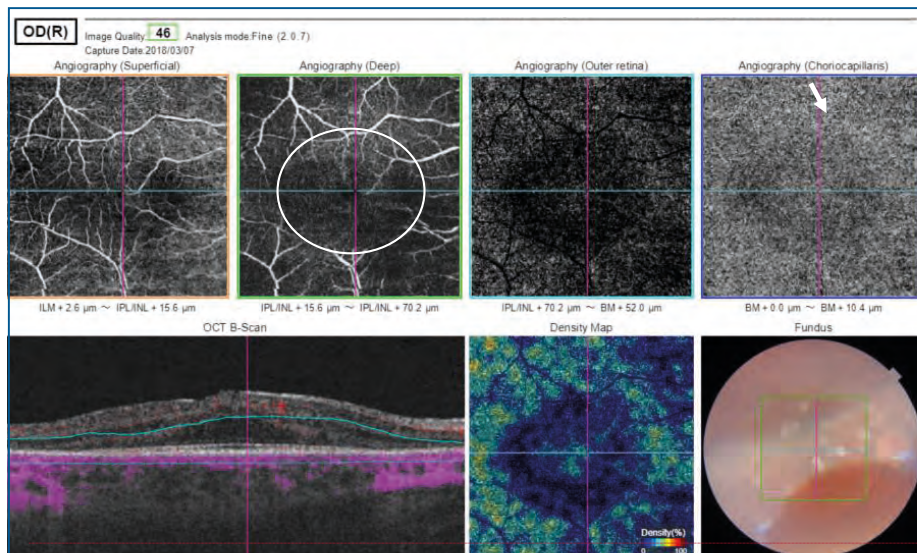 OD(R)
Image Quality: 46 Analysis mode:Fine (2.0.7)
Capture Date:2018/03/07
Angiography (Superficial)
Angiography (Deep)
Angiography (Outer retina)
Angiography (Choriocapillaris)
ILM + 2.6 μm ～ IPL/INL + 15.6 μm
IPL/INL + 15.6 μm ～ IPL/INL + 70.2 μm
IPL/INL + 70.2 μm ～ BM + 52.0 μm
BM + 0.0 μm ～ BM + 10.4 μm
OCT B-Scan
Density Map
Fundus
Density(%)
0 100